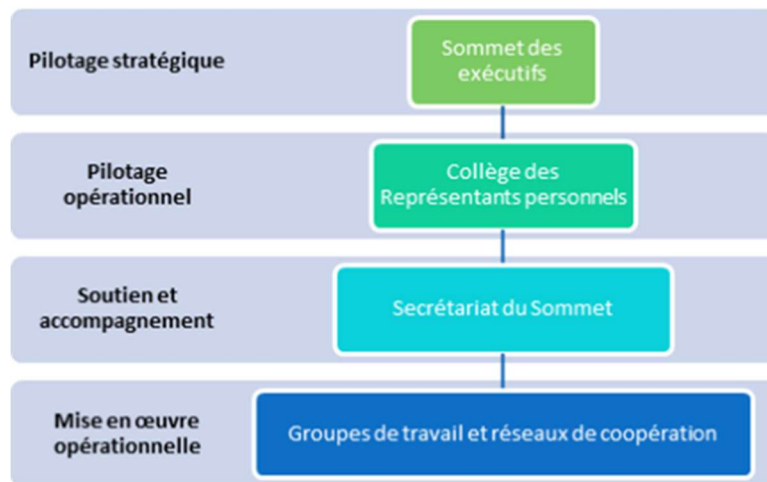 Pilotage stratégique
Sommet des
exécutifs
Pilotage
opérationnel
Collège des
Représentants personnels
Soutien et
accompagnement
Secrétariat du Sommet
Mise en œuvre
opérationnelle
Groupes de travail et réseaux de coopération